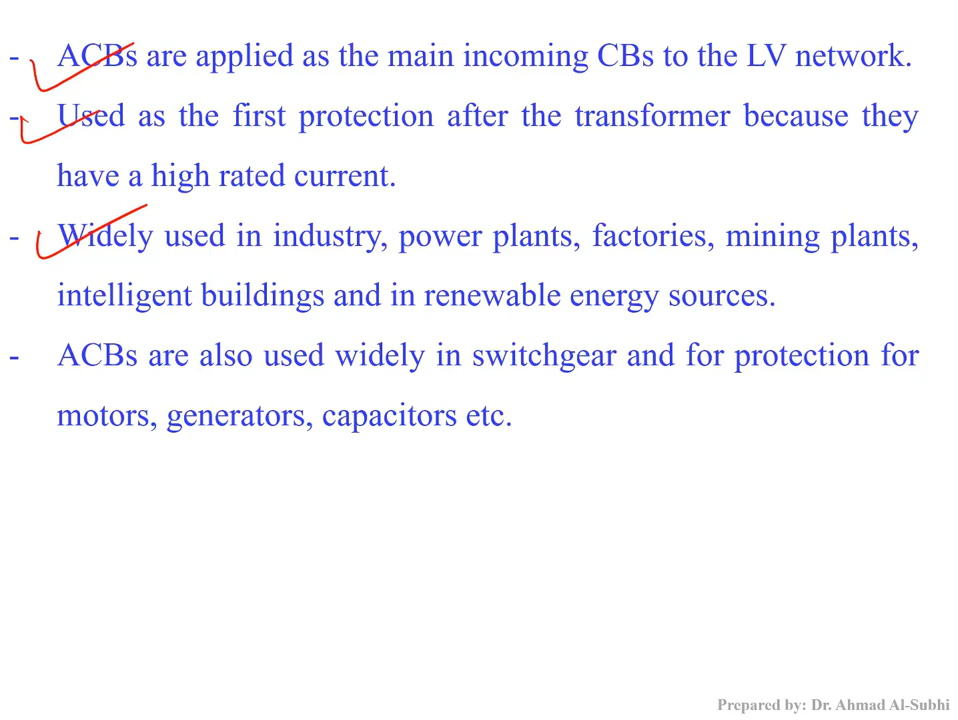 - ACBs are applied as the main incoming CBs to the LV network.
- Used as the first protection after the transformer because they
have a high rated current.
- Widely used in industry, power plants, factories, mining plants,
intelligent buildings and in renewable energy sources.
- ACBs are also used widely in switchgear and for protection for
motors, generators, capacitors etc.
Prepared by: Dr. Ahmad Al-Subhi